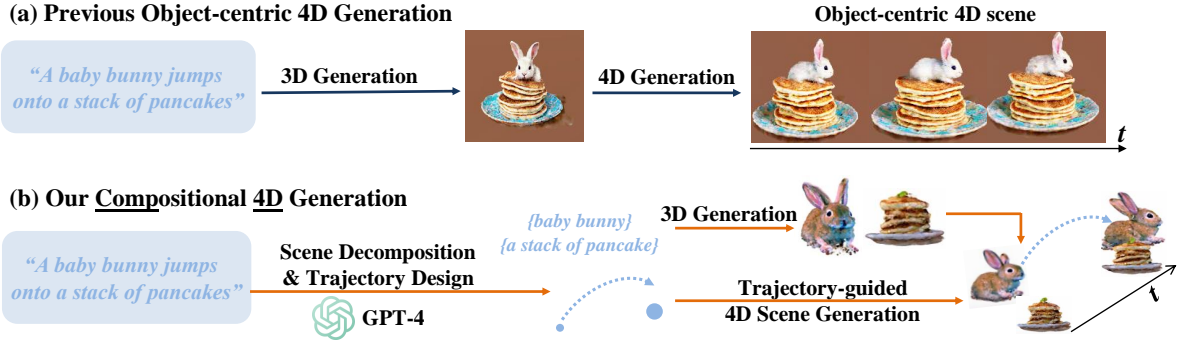 (a) Previous Object-centric 4D Generation
Object-centric 4D scene
“A baby bunny jumps
onto a stack of pancakes”
3D Generation
4D Generation
t
(b) Our Compositional 4D Generation
“A baby bunny jumps
onto a stack of pancakes”
Scene Decomposition
& Trajectory Design
GPT-4
{baby bunny}
{a stack of pancake}
3D Generation
Trajectory-guided
4D Scene Generation
t